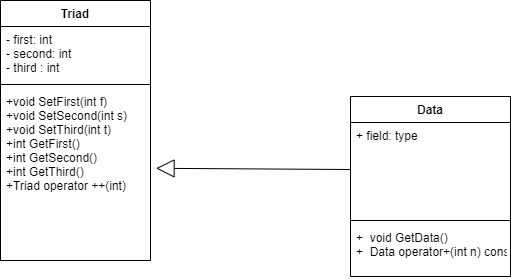 Triad
- first: int
- second: int
- third : int
+void SetFirst(int f)
+void SetSecond(int s)
+void SetThird(int t)
+int GetFirst()
+int GetSecond()
+int GetThird()
+Triad operator ++(int)
Data
+ field: type
+ void GetData()
+ Data operator+(int n) cons